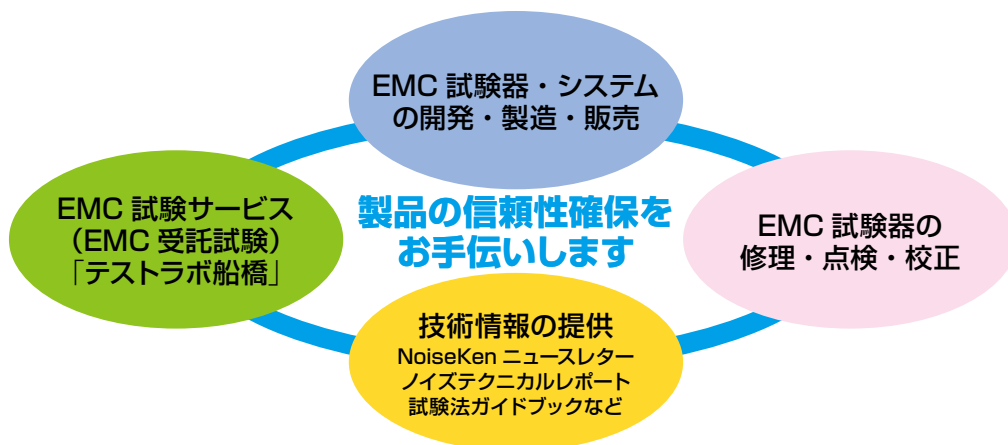 EMC 試験器・システム
の開発・製造・販売
EMC 試験サービス
(EMC 受託試験)
「テストラボ船橋」
製品の信頼性確保を
お手伝いします
EMC 試験器の
修理・点検・校正
技術情報の提供
NoiseKen ニュースレター
ノイズテクニカルレポート
試験法ガイドブックなど